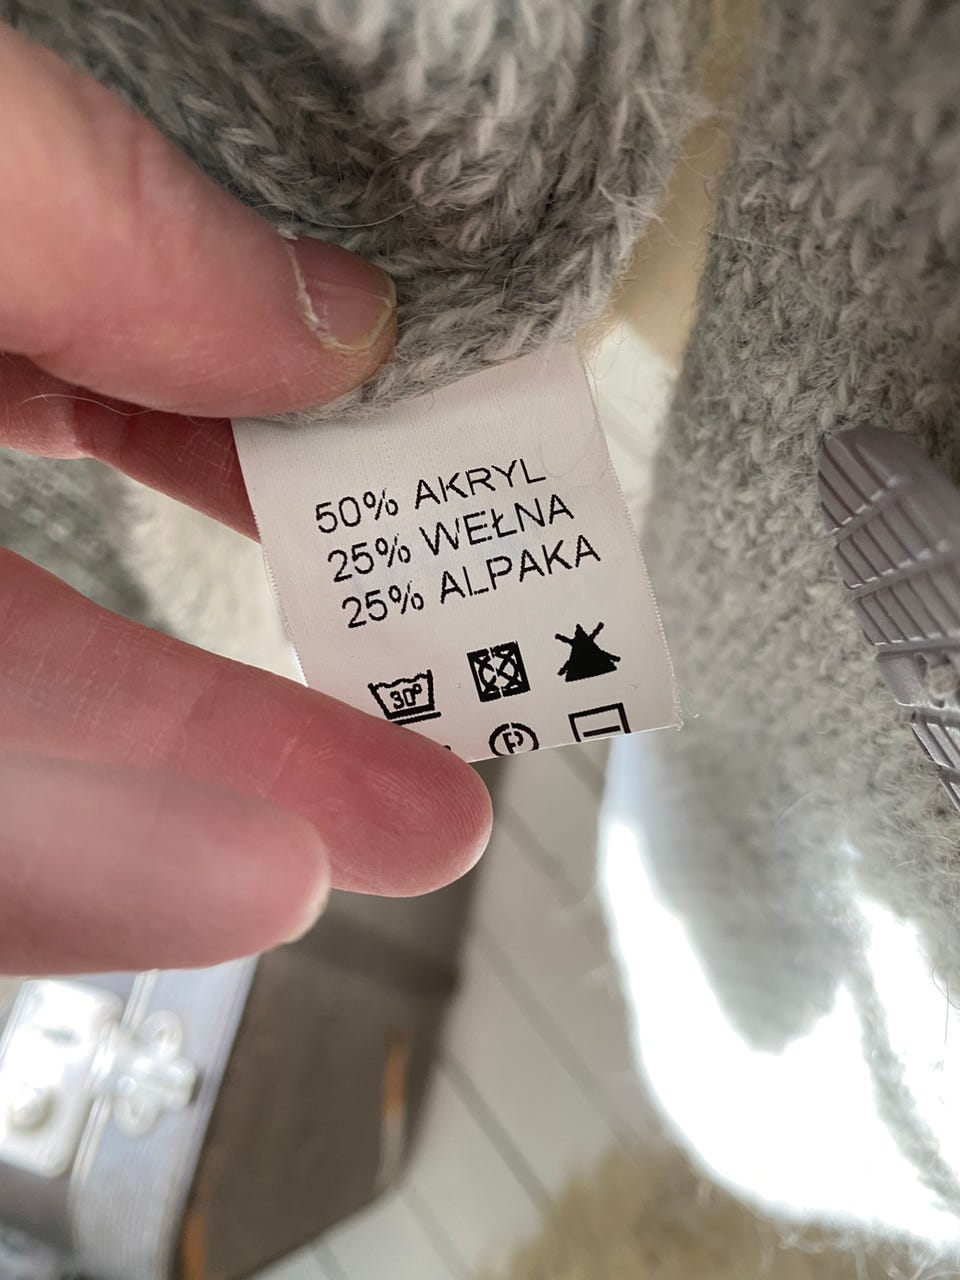 50% AKRYL
25% WEŁNA
25% ALPAKA
30°
P